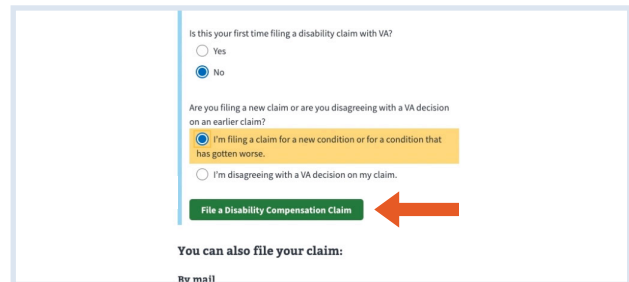 Is this your first time filing a disability claim with VA?
Yes
No
Are you filing a new claim or are you disagreeing with a VA decision
on an earlier claim?
I'm filing a claim for a new condition or for a condition that
has gotten worse.
I'm disagreeing with a VA decision on my claim.
File a Disability Compensation Claim
You can also file your claim:
By mail